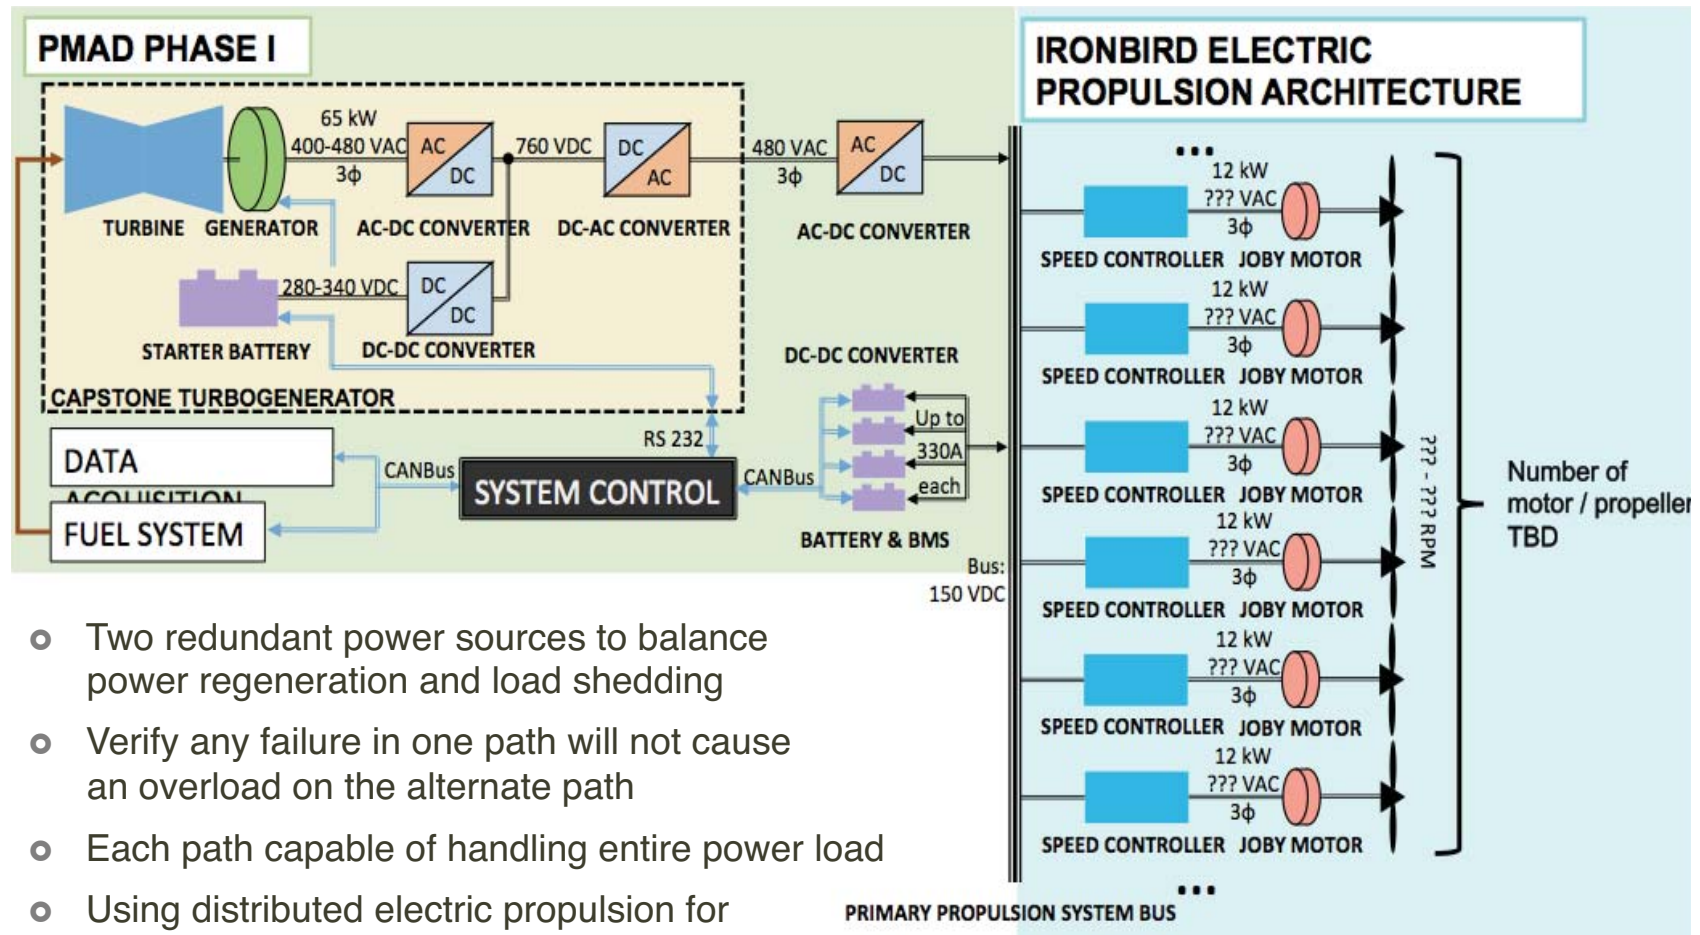 PMAD PHASE I
65 kW
400-480 VAC
3ϕ
AC
DC
760 VDC
DC
AC
480 VAC
3ϕ
AC
DC
TURBINE
GENERATOR
AC-DC CONVERTER
DC-AC CONVERTER
AC-DC CONVERTER
280-340 VDC
DC
DC
STARTER BATTERY
DC-DC CONVERTER
CAPSTONE TURBOGENERATOR
DC-DC CONVERTER
Up to
330A
each
BATTERY & BMS
RS 232
DATA
ACQUISITION
FUEL SYSTEM
CANBus
SYSTEM CONTROL
CANBus
Bus:
150 VDC
IRONBIRD ELECTRIC
PROPULSION ARCHITECTURE
...
12 kW
??? VAC
3ϕ
SPEED CONTROLLER JOBY MOTOR
12 kW
??? VAC
3ϕ
SPEED CONTROLLER JOBY MOTOR
12 kW
??? VAC
3ϕ
SPEED CONTROLLER JOBY MOTOR
12 kW
??? VAC
3ϕ
SPEED CONTROLLER JOBY MOTOR
12 kW
??? VAC
3ϕ
SPEED CONTROLLER JOBY MOTOR
12 kW
??? VAC
3ϕ
SPEED CONTROLLER JOBY MOTOR
...
??? - ??? RPM
Number of
motor / propeller
TBD
PRIMARY PROPULSION SYSTEM BUS
Two redundant power sources to balance
power regeneration and load shedding
Verify any failure in one path will not cause
an overload on the alternate path
Each path capable of handling entire power load
Using distributed electric propulsion for